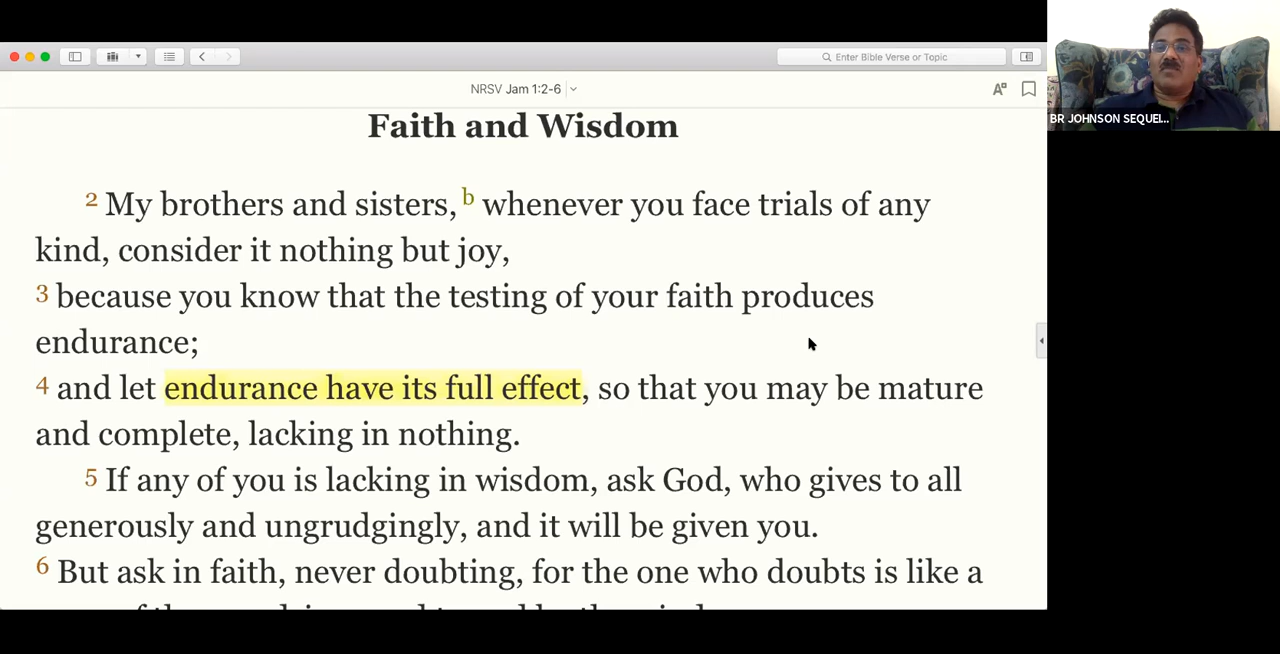 Enter Bible Verse or Topic
NRSV Jam 1:2-6
A
BR JOHNSON SEQUEI...
Faith and Wisdom
2 My brothers and sisters, b whenever you face trials of any
kind, consider it nothing but joy,
3 because you know that the testing of your faith produces
endurance;
4 and let endurance have its full effect, so that you may be mature
and complete, lacking in nothing.
5 If any of you is lacking in wisdom, ask God, who gives to all
generously and ungrudgingly, and it will be given you.
6 But ask in faith, never doubting, for the one who doubts is like a